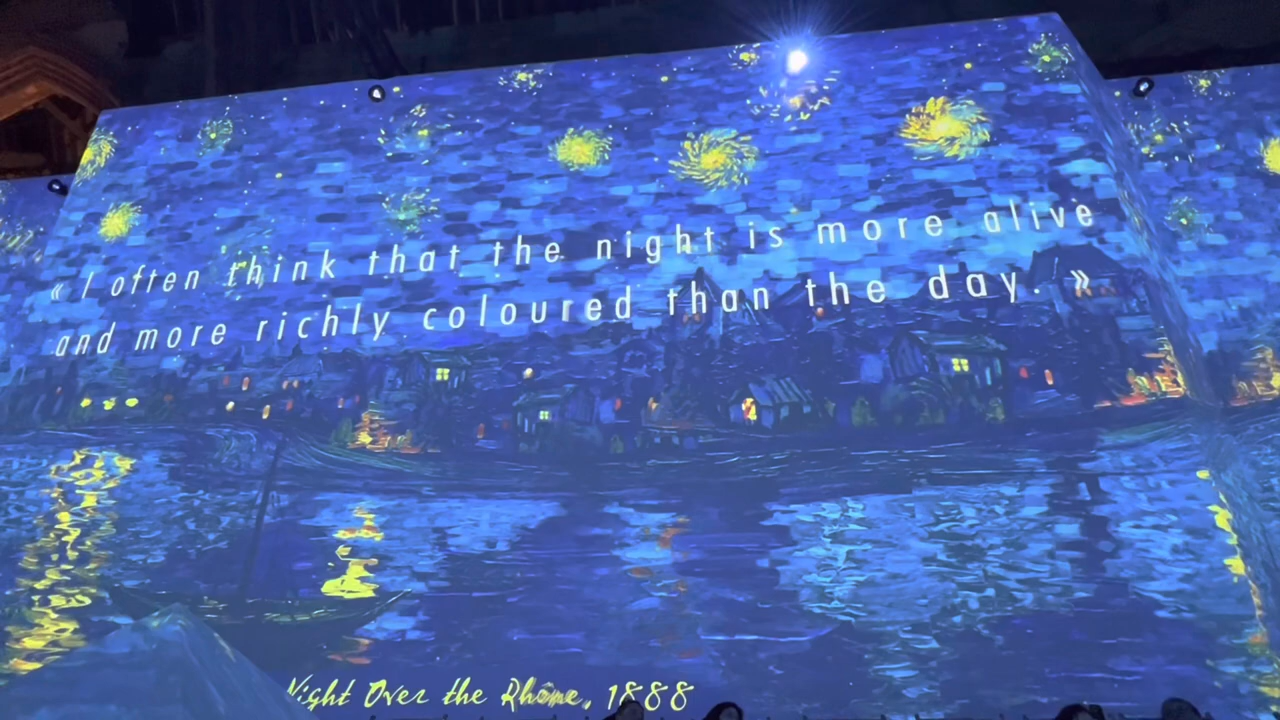 « I often think that the night is more alive
and more richly coloured than the day. »
Night Over the Rhône, 1888